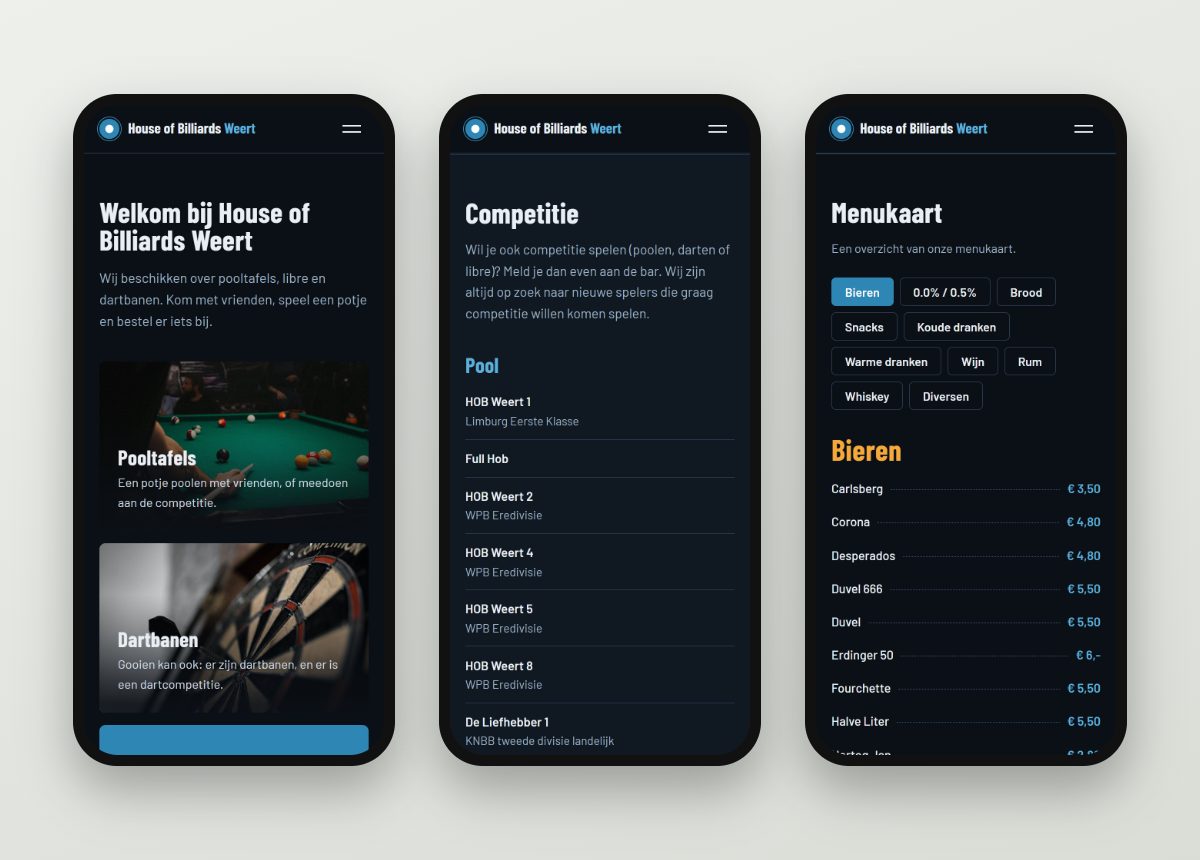 House of Billiards Weert
Welkom bij House of
Billiards Weert
Wij beschikken over pooltafels, libre en
dartbanen. Kom met vrienden, speel een potje
en bestel er iets bij.
Pooltafels
Een potje poolen met vrienden, of meedoen
aan de competitie.
Dartbanen
Gooien kan ook: er zijn dartbanen, en er is
een dartcompetitie.
House of Billiards Weert
Competitie
Wil je ook competitie spelen (poolen, darten of
libre)? Meld je dan even aan de bar. Wij zijn
altijd op zoek naar nieuwe spelers die graag
competitie willen komen spelen.
Pool
HOB Weert 1
Limburg Eerste Klasse
Full Hob
HOB Weert 2
WPB Eredivisie
HOB Weert 4
WPB Eredivisie
HOB Weert 5
WPB Eredivisie
HOB Weert 8
WPB Eredivisie
De Liefhebber 1
KNBB tweede divisie landelijk
House of Billiards Weert
Menukaart
Een overzicht van onze menukaart.
Bieren 0.0% / 0.5% Brood
Snacks Koude dranken
Warme dranken Wijn Rum
Whiskey Diversen
Bieren
Carlsberg € 3,50
Corona € 4,80
Desperados € 4,80
Duvel 666 € 5,50
Duvel € 5,50
Erdinger 50 € 6,-
Fourchette € 5,50
Halve Liter € 5,50